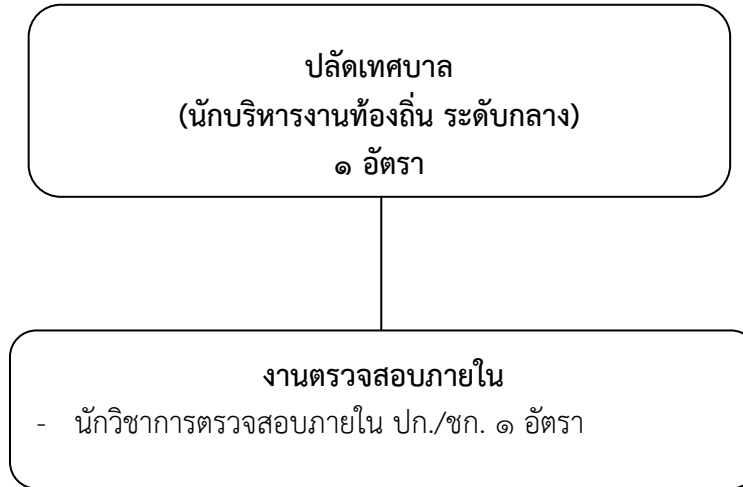 ปลัดเทศบาล
(นักบริหารงานท้องถิ่น ระดับกลาง)
๑ อัตรา
งานตรวจสอบภายใน
- นักวิชาการตรวจสอบภายใน ปก./ชก. ๑ อัตรา